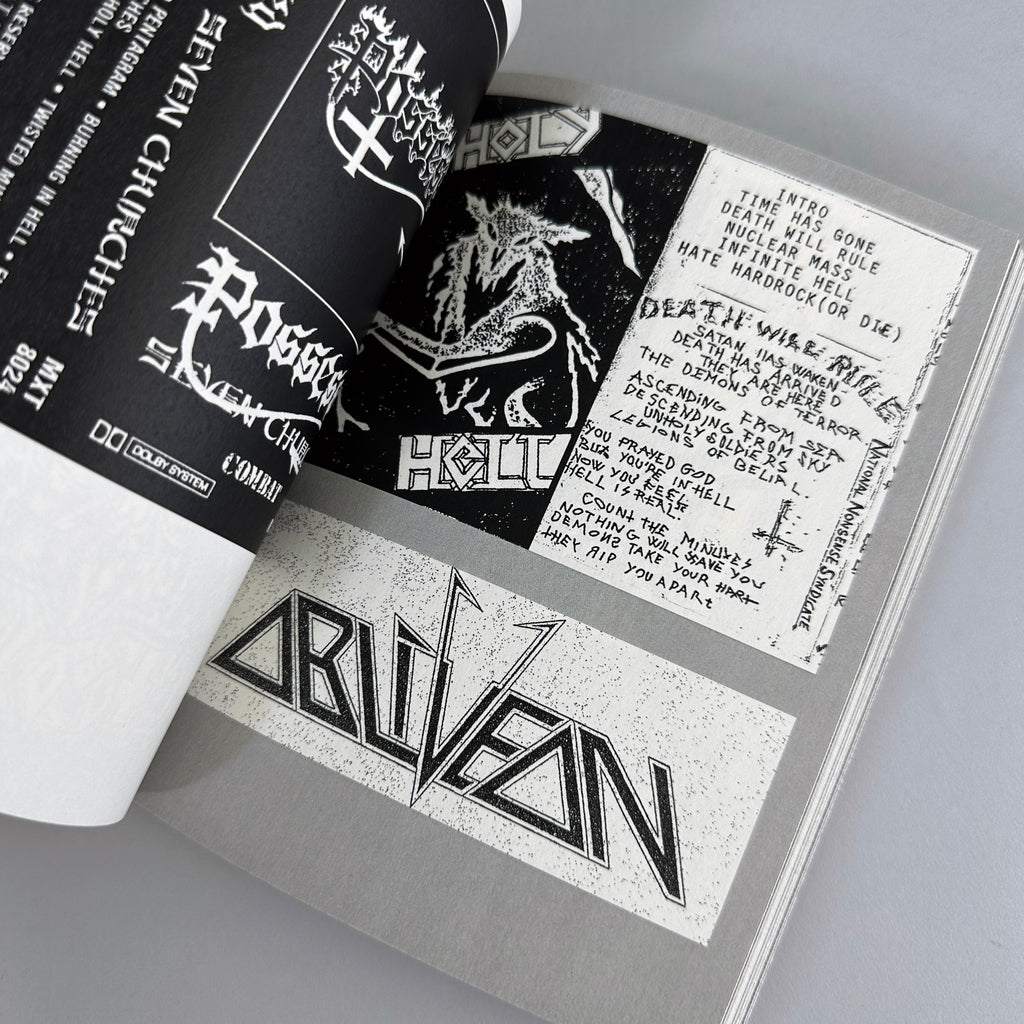 SEVEN CHURCHES
PENTAGRAM • BURNING IN HELL •
HOLY HELL • TWISTED
MXT
8024
DOLBY SYSTEM
COMBAT
HOLY
HELL
INTRO
TIME HAS GONE
DEATH WILL RULE
NUCLEAR MASS
INFINITE HELL
HATE HARDROCK(OR DIE)
DEATH WILL RULE
SATAN HAS WAKEN
DEATH HAS ARRIVED
THEY ARE HERE
THE DEMONS OF TERROR
ASCENDING FROM SEA
DESCENDING FROM SKY
UNHOLY SOLDIERS
LEGIONS OF BELIAL.
YOU PRAYED GOD
BUT YOU'RE IN HELL
NOW YOU FEEL
HELL IS REAL.
COUNT THE MINUTES
NOTHING WILL SAVE YOU
DEMONS TAKE YOUR HART
THEY RIP YOU APART
NATIONAL NONSENSE SYNDICATE
OBLIVEON